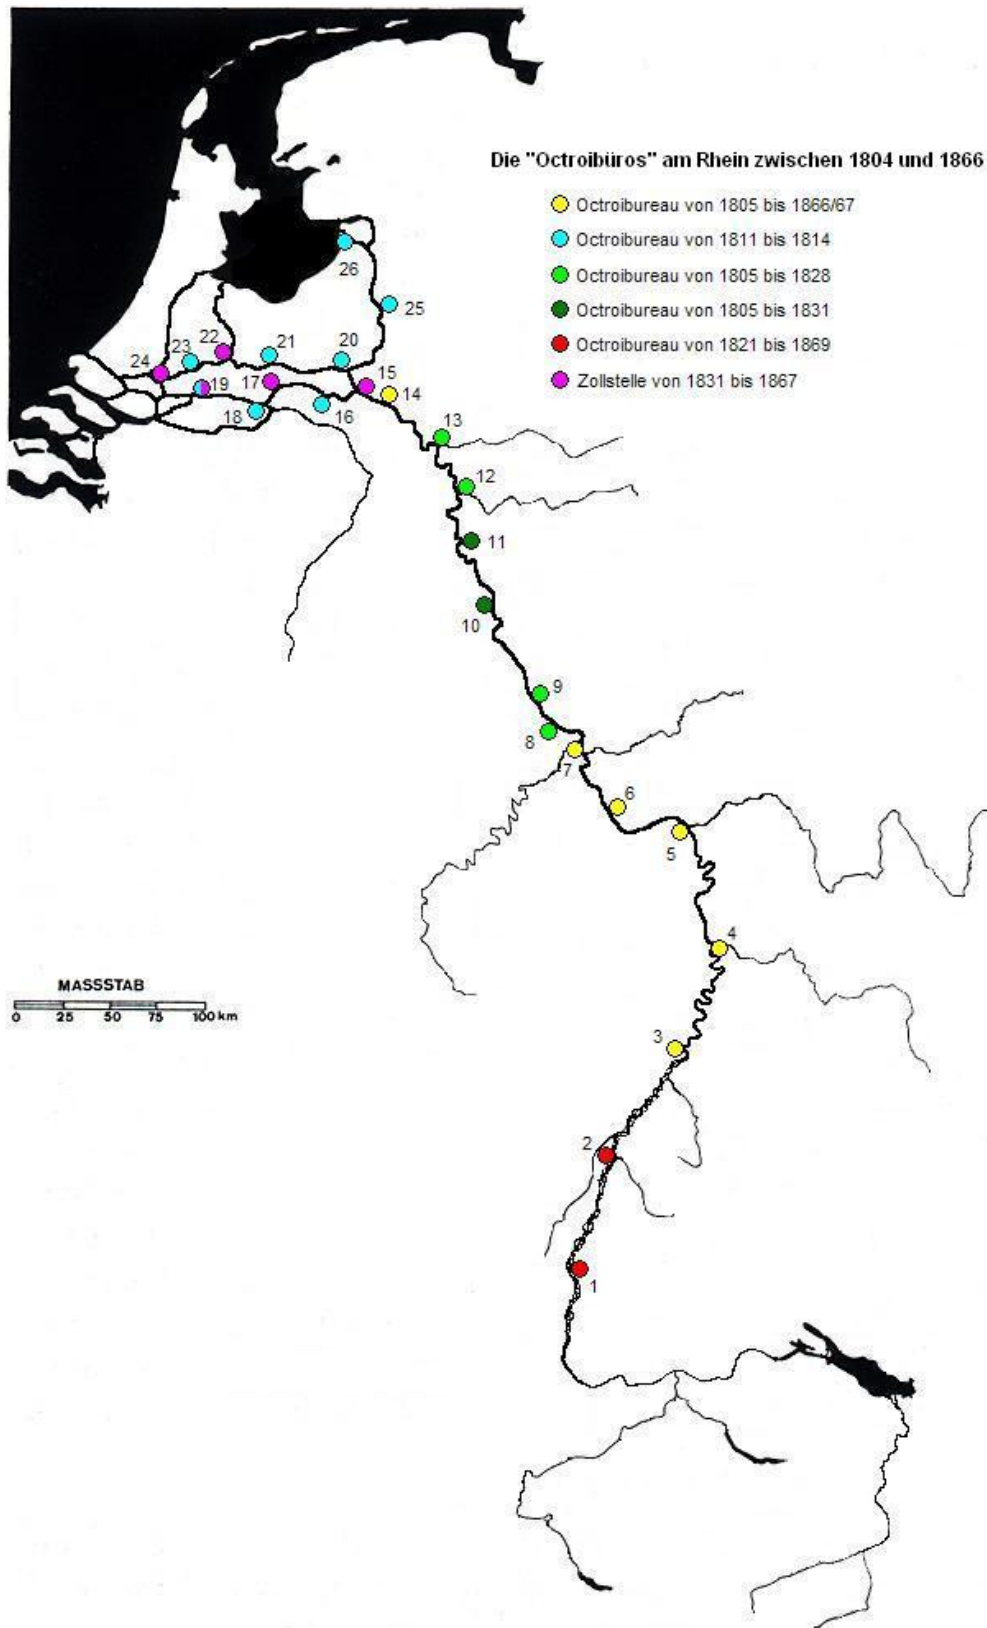 Die "Octroibüros" am Rhein zwischen 1804 und 1866
Octroibureau von 1805 bis 1866/67
Octroibureau von 1811 bis 1814
Octroibureau von 1805 bis 1828
Octroibureau von 1805 bis 1831
Octroibureau von 1821 bis 1869
Zollstelle von 1831 bis 1867
26
25
24
23
22
21
20
19
18
17
16
15
14
13
12
11
10
9
8
7
6
5
4
MASSSTAB
0 25 50 75 100 km
3
2
1